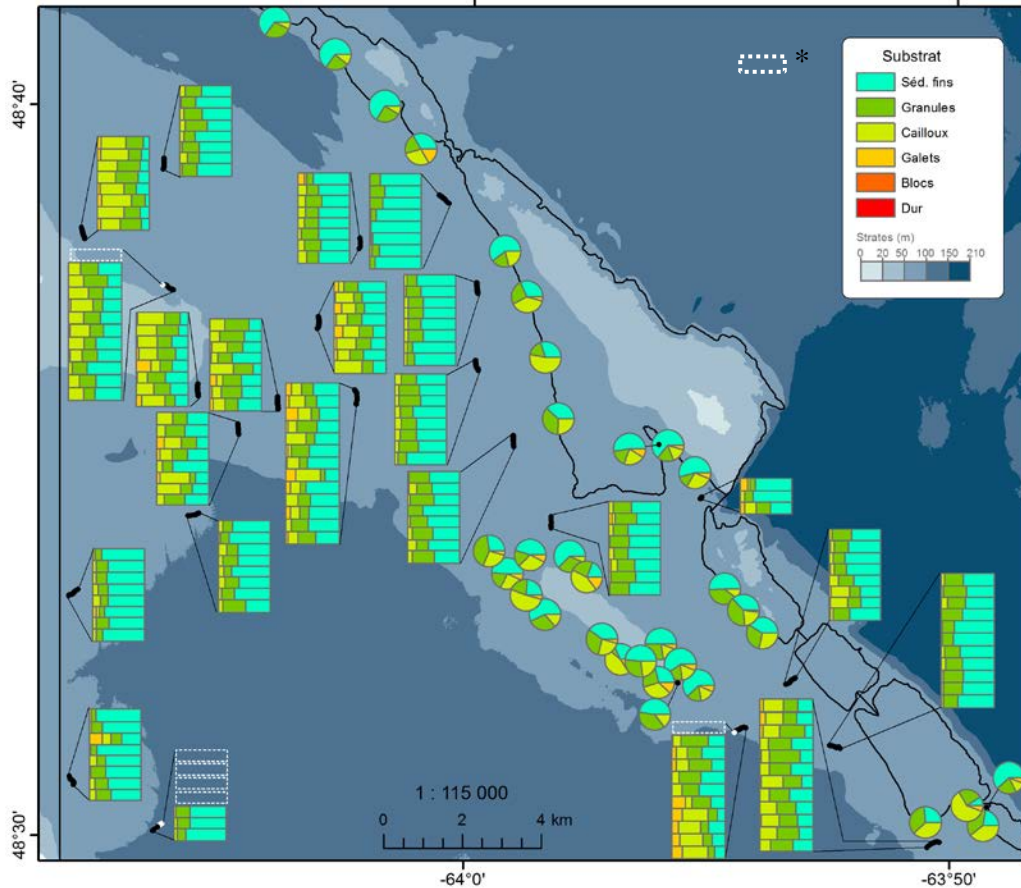 *
Substrat
Séd. fins
Granules
Cailloux
Galets
Blocs
Dur
Strates (m)
0 20 50 100 150 210
48°40'
48°30'
1 : 115 000
0 2 4 km
-64°0' -63°50'